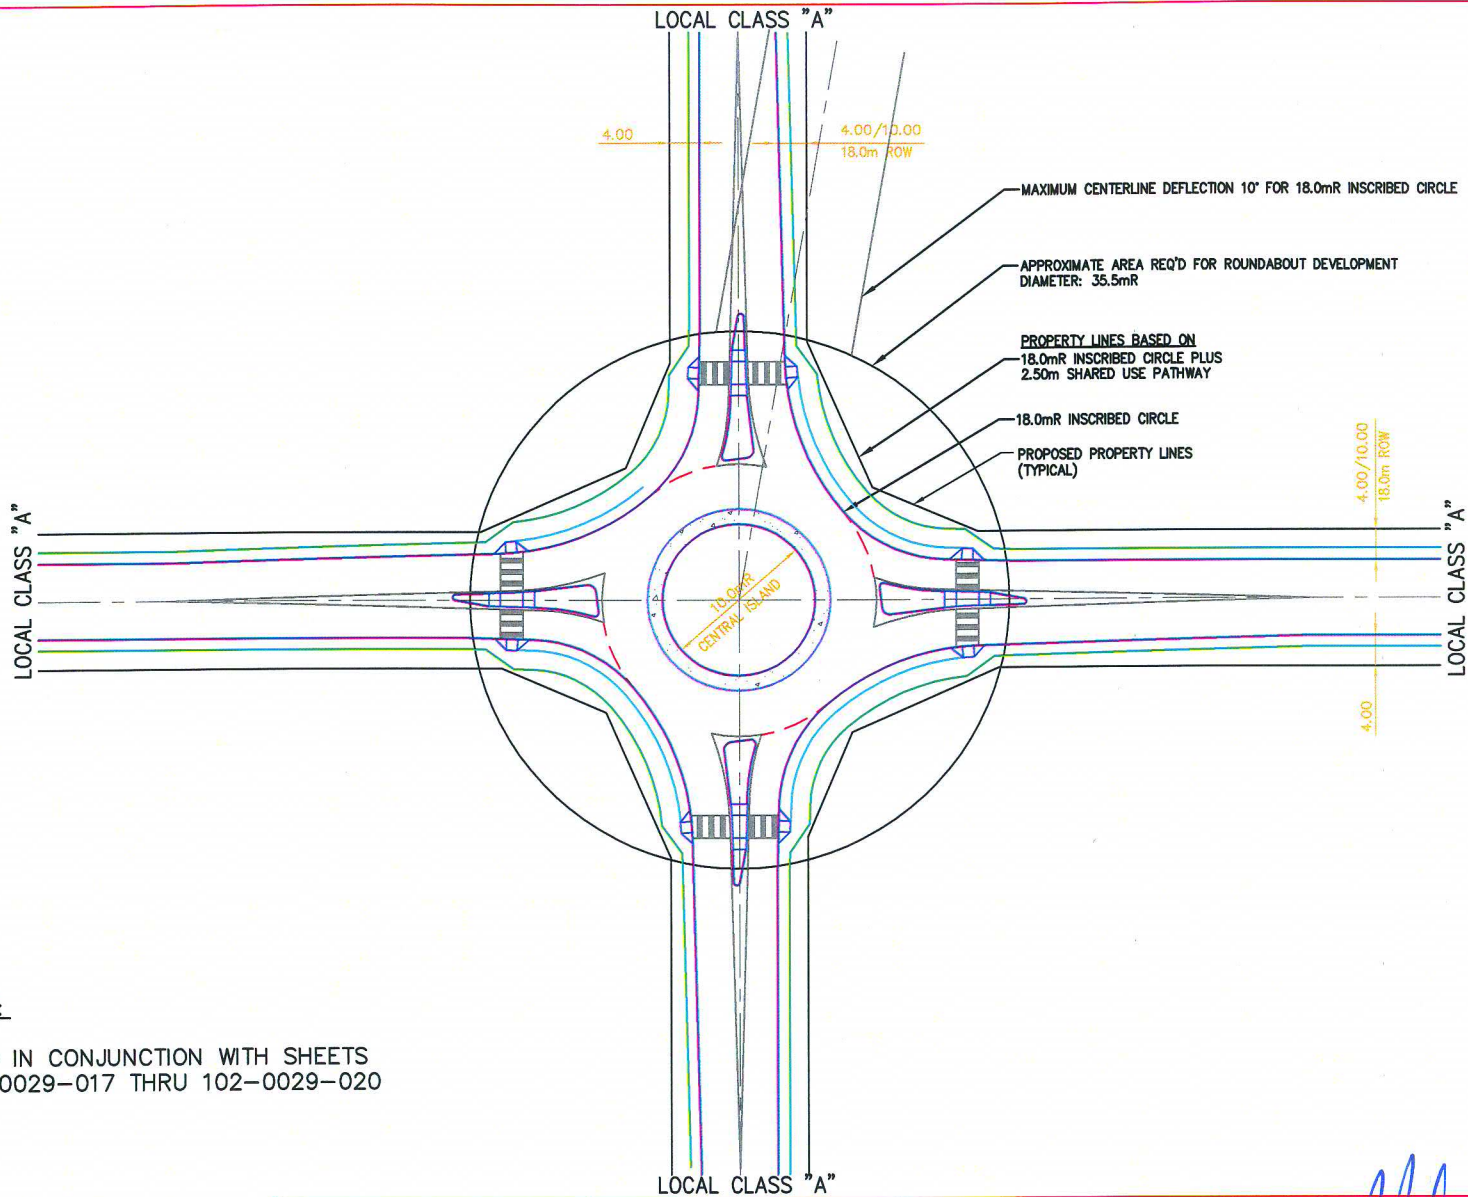 LOCAL CLASS "A"
4.00
4.00/10.00
18.0m ROW
MAXIMUM CENTERLINE DEFLECTION 10° FOR 18.0mR INSCRIBED CIRCLE
APPROXIMATE AREA REQ'D FOR ROUNDABOUT DEVELOPMENT
DIAMETER: 35.5mR
PROPERTY LINES BASED ON
18.0mR INSCRIBED CIRCLE PLUS
2.50m SHARED USE PATHWAY
18.0mR INSCRIBED CIRCLE
PROPOSED PROPERTY LINES
(TYPICAL)
4.00/10.00
18.0m ROW
LOCAL CLASS "A"
LOCAL CLASS "A"
10.0mR
CENTRAL ISLAND
4.00
IN CONJUNCTION WITH SHEETS
0029-017 THRU 102-0029-020
LOCAL CLASS "A"